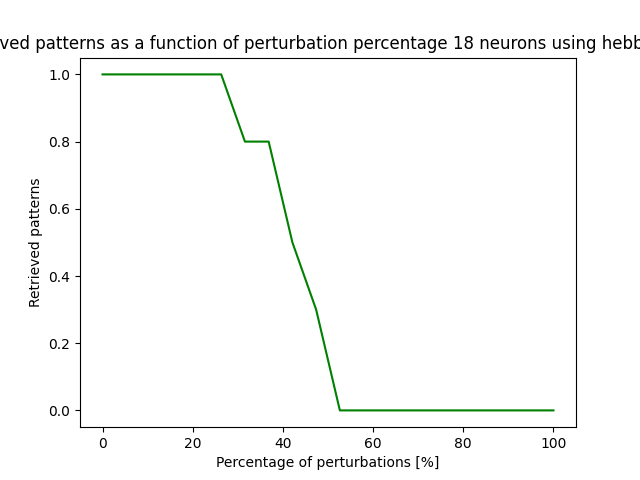 ved patterns as a function of perturbation percentage 18 neurons using hebb
1.0
0.8
0.6
0.4
0.2
0.0
Retrieved patterns
0 20 40 60 80 100
Percentage of perturbations [%]